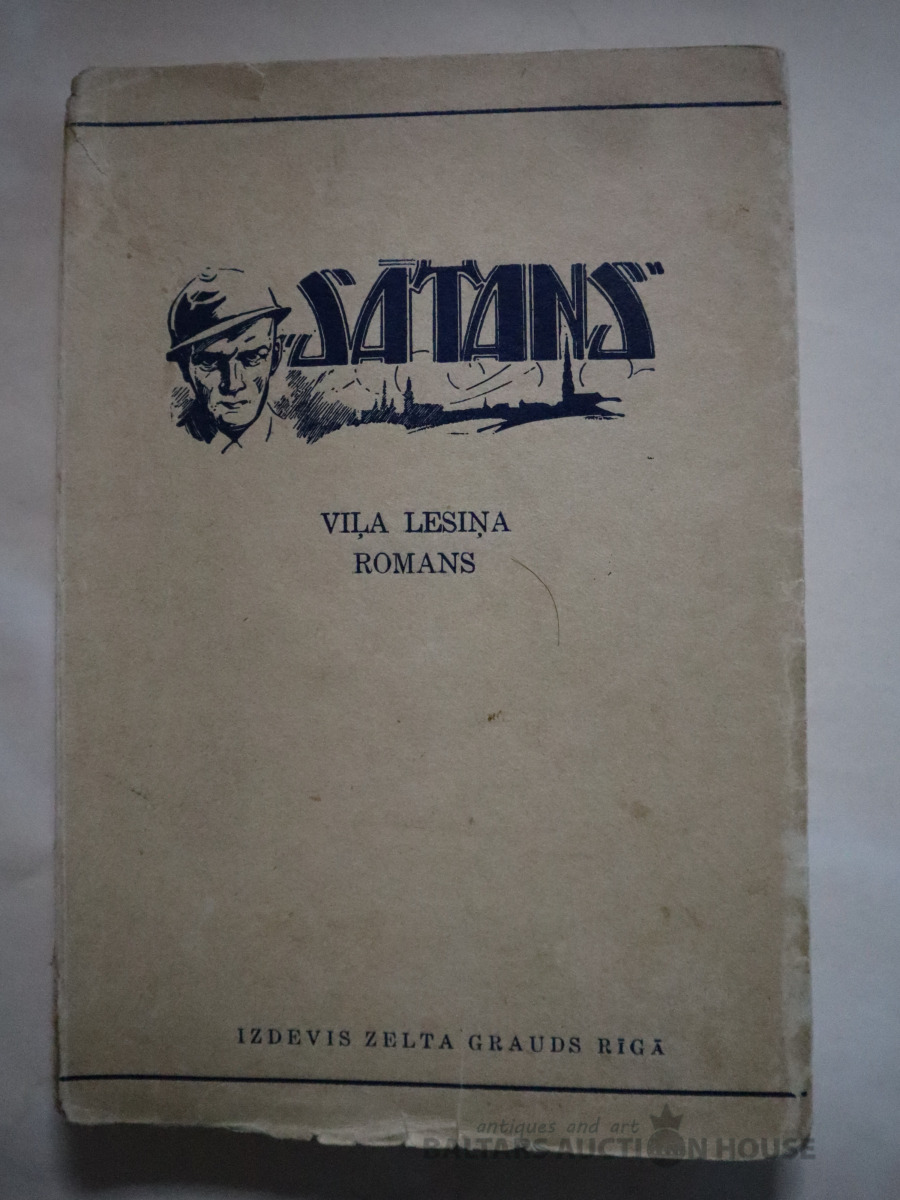 „SĀTANS"
VIĻA LESIŅA
ROMANS
IZDEVIS ZELTA GRAUDS RĪGĀ
antiques and art
BALTARS AUCTION HOUSE